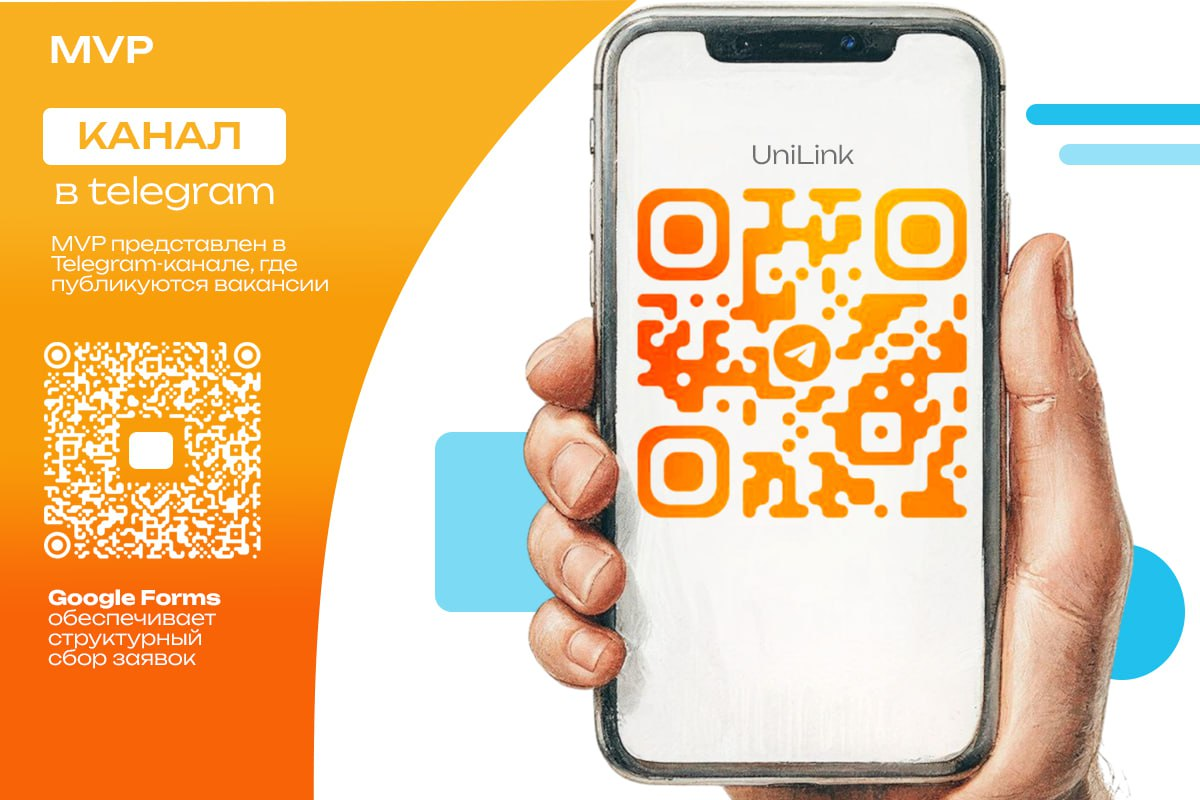 MVP
КАНАЛ
в telegram
MVP представлен в
Telegram-канале, где
публикуются вакансии
Google Forms
обеспечивает
структурный
сбор заявок
UniLink